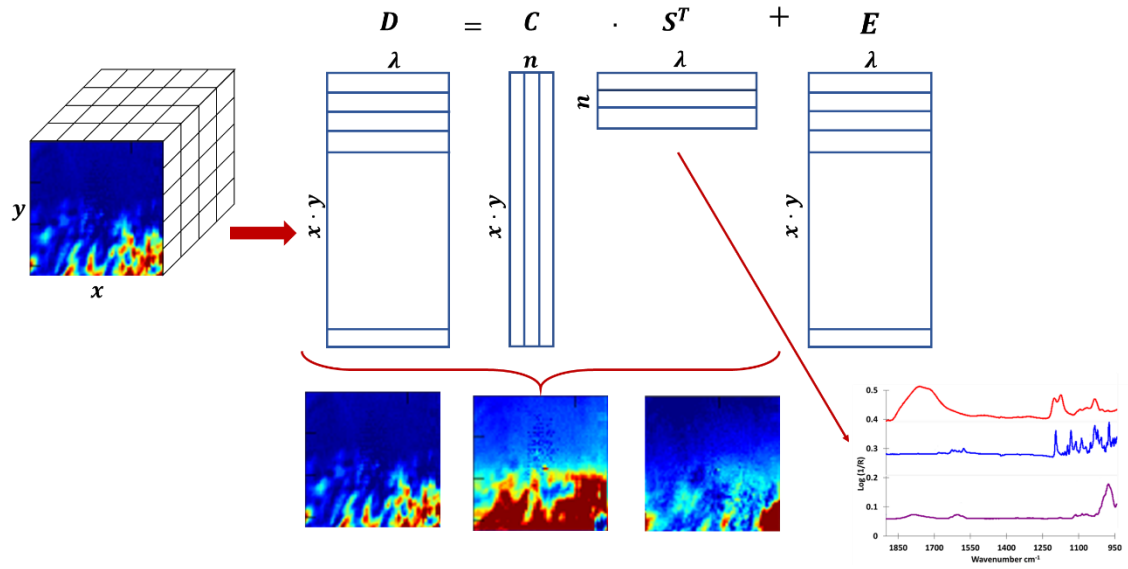 D = C · Sᵀ + E
λ n λ λ
n
y
x · y
x · y
x · y
x
0.5
0.4
0.3
0.2
0.1
0
Log (1/R)
1850 1700 1550 1400 1250 1100 950
Wavenumber cm⁻¹